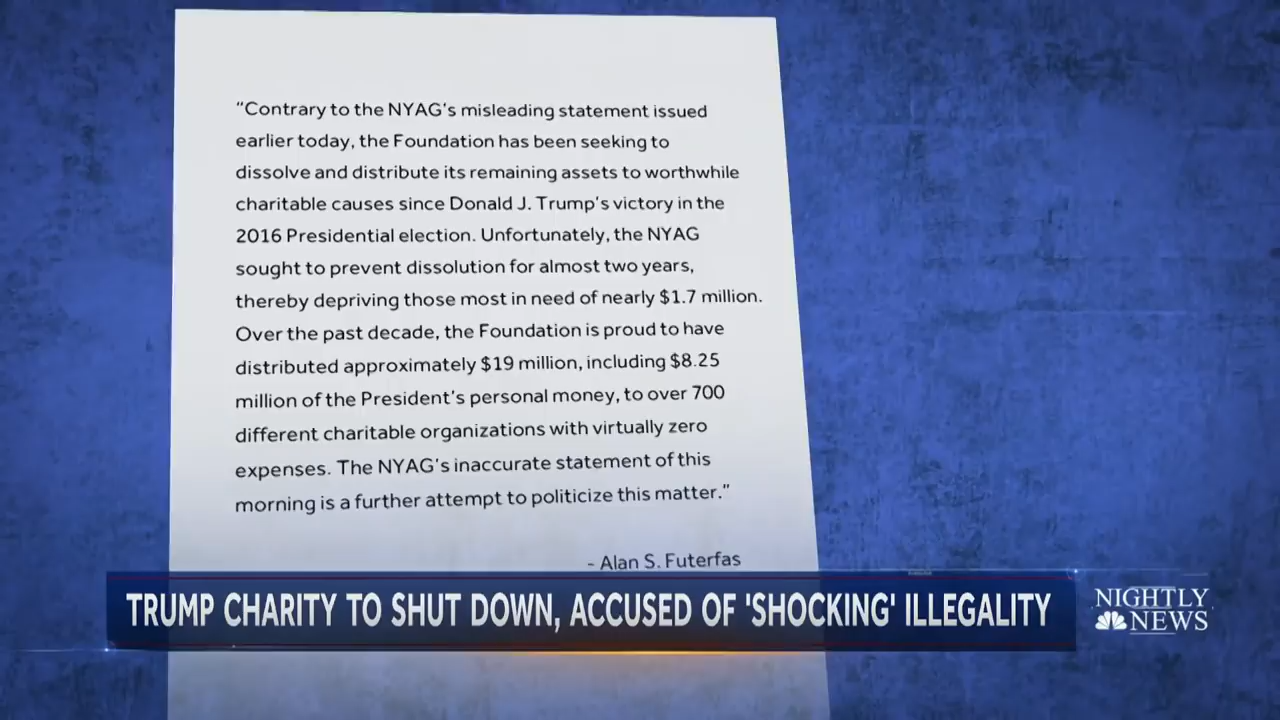 “Contrary to the NYAG’s misleading statement issued
earlier today, the Foundation has been seeking to
dissolve and distribute its remaining assets to worthwhile
charitable causes since Donald J. Trump’s victory in the
2016 Presidential election. Unfortunately, the NYAG
sought to prevent dissolution for almost two years,
thereby depriving those most in need of nearly $1.7 million.
Over the past decade, the Foundation is proud to have
distributed approximately $19 million, including $8.25
million of the President’s personal money, to over 700
different charitable organizations with virtually zero
expenses. The NYAG’s inaccurate statement of this
morning is a further attempt to politicize this matter.”
- Alan S. Futerfas
TRUMP CHARITY TO SHUT DOWN, ACCUSED OF 'SHOCKING' ILLEGALITY
NIGHTLY
NEWS